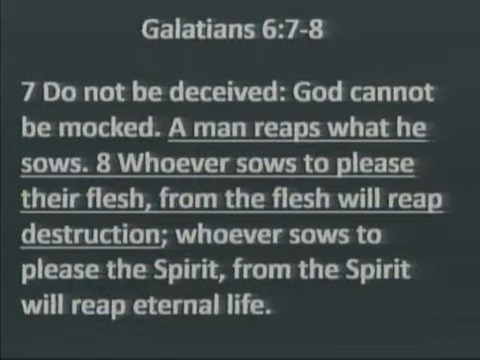 Galatians 6:7-8
7 Do not be deceived: God cannot
be mocked. A man reaps what he
sows. 8 Whoever sows to please
their flesh, from the flesh will reap
destruction; whoever sows to
please the Spirit, from the Spirit
will reap eternal life.